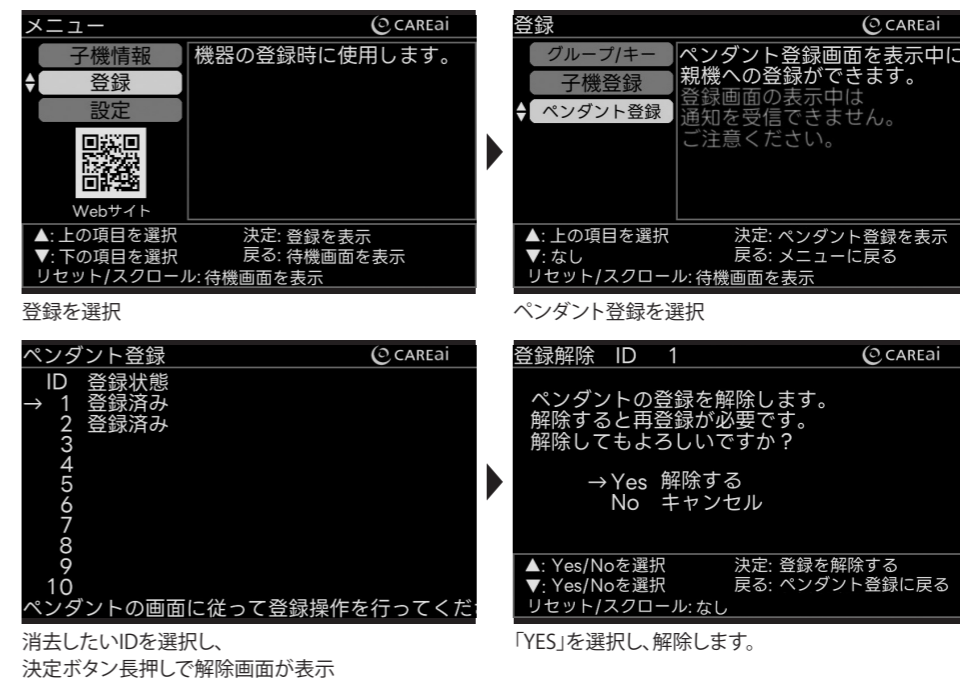 メニュー
CAREai
子機情報
登録
設定
Webサイト
機器の登録時に使用します。
▲: 上の項目を選択
決定: 登録を表示
▼: 下の項目を選択
戻る: 待機画面を表示
リセット/スクロール: 待機画面を表示
登録を選択
登録
CAREai
グループ/キー
子機登録
ペンダント登録
ペンダント登録画面を表示中に
親機への登録ができます。
登録画面の表示中は
通知を受信できません。
ご注意ください。
▲: 上の項目を選択
決定: ペンダント登録を表示
▼: なし
戻る: メニューに戻る
リセット/スクロール: 待機画面を表示
ペンダント登録を選択
ペンダント登録
CAREai
ID 登録状態
→ 1 登録済み
2 登録済み
3
4
5
6
7
8
9
10
ペンダントの画面に従って登録操作を行ってくだ
消去したいIDを選択し、
決定ボタン長押しで解除画面が表示
登録解除 ID 1
CAREai
ペンダントの登録を解除します。
解除すると再登録が必要です。
解除してもよろしいですか？
→Yes 解除する
No キャンセル
▲: Yes/Noを選択
決定: 登録を解除する
▼: Yes/Noを選択
戻る: ペンダント登録に戻る
リセット/スクロール: なし
「YES」を選択し、解除します。